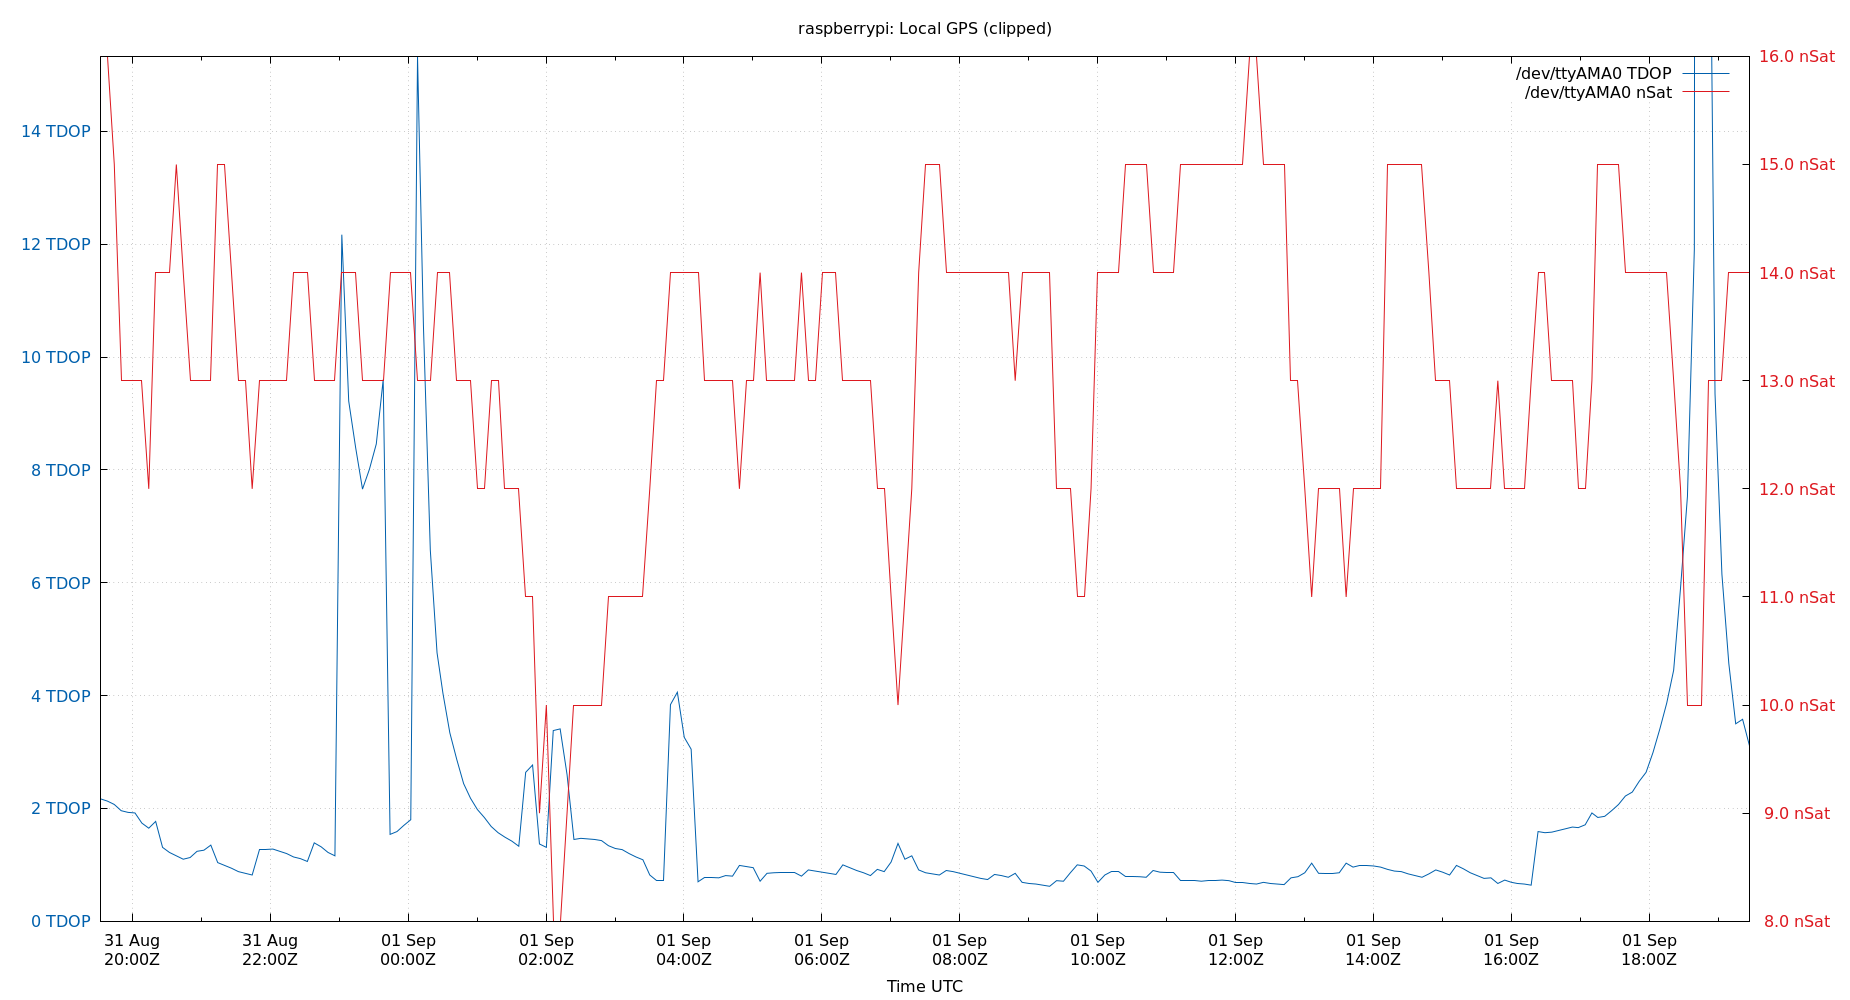 raspberrypi: Local GPS (clipped)
/dev/ttyAMA0 TDOP
/dev/ttyAMA0 nSat
14 TDOP
12 TDOP
10 TDOP
8 TDOP
6 TDOP
4 TDOP
2 TDOP
0 TDOP
16.0 nSat
15.0 nSat
14.0 nSat
13.0 nSat
12.0 nSat
11.0 nSat
10.0 nSat
9.0 nSat
8.0 nSat
31 Aug
20:00Z
31 Aug
22:00Z
01 Sep
00:00Z
01 Sep
02:00Z
01 Sep
04:00Z
01 Sep
06:00Z
01 Sep
08:00Z
01 Sep
10:00Z
01 Sep
12:00Z
01 Sep
14:00Z
01 Sep
16:00Z
01 Sep
18:00Z
Time UTC